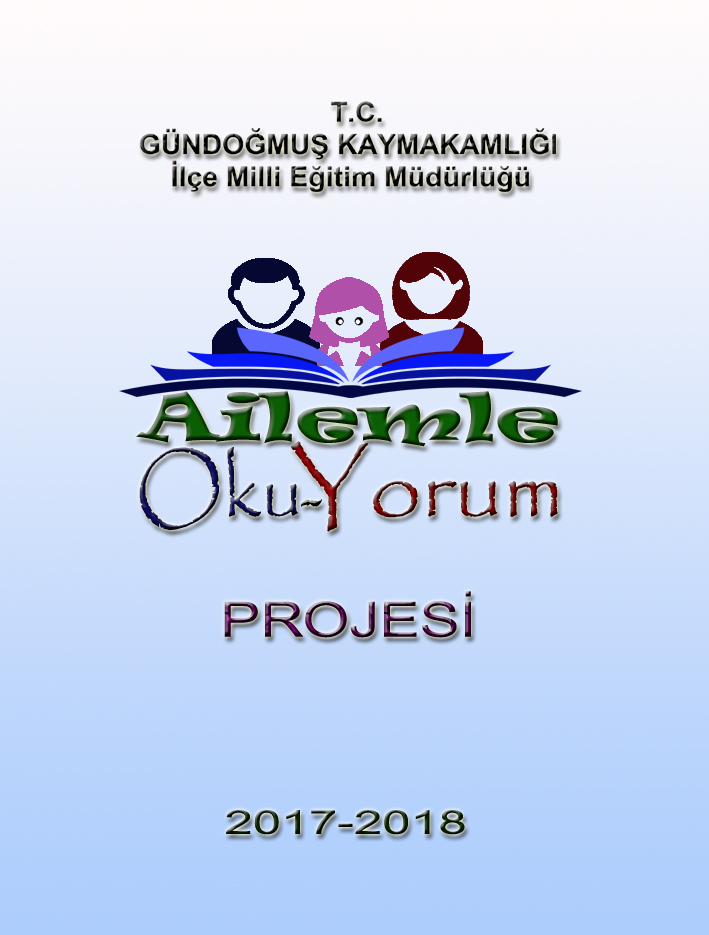 T.C.
GÜNDOĞMUŞ KAYMAKAMLIĞI
İlçe Milli Eğitim Müdürlüğü
Ailemle
Oku-Yorum
PROJESİ
2017-2018